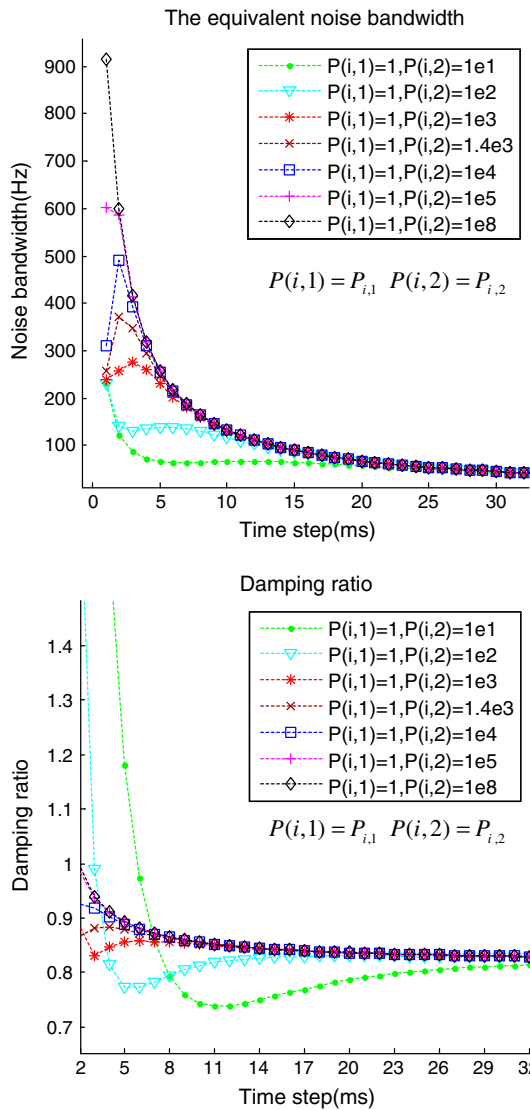 The equivalent noise bandwidth
900
800
700
600
500
400
300
200
100
Noise bandwidth(Hz)
P(i,1)=1,P(i,2)=1e1
P(i,1)=1,P(i,2)=1e2
P(i,1)=1,P(i,2)=1e3
P(i,1)=1,P(i,2)=1.4e3
P(i,1)=1,P(i,2)=1e4
P(i,1)=1,P(i,2)=1e5
P(i,1)=1,P(i,2)=1e8
P(i,1) = P_{i,1} P(i,2) = P_{i,2}
0 5 10 15 20 25 30
Time step(ms)
Damping ratio
1.4
1.3
1.2
1.1
1
0.9
0.8
0.7
Damping ratio
P(i,1)=1,P(i,2)=1e1
P(i,1)=1,P(i,2)=1e2
P(i,1)=1,P(i,2)=1e3
P(i,1)=1,P(i,2)=1.4e3
P(i,1)=1,P(i,2)=1e4
P(i,1)=1,P(i,2)=1e5
P(i,1)=1,P(i,2)=1e8
P(i,1) = P_{i,1} P(i,2) = P_{i,2}
2 5 8 11 14 17 20 23 26 29 32
Time step(ms)